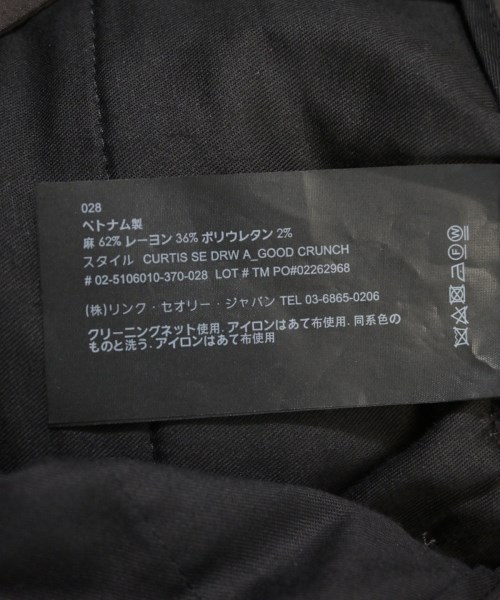 028
ベトナム製
麻 62% レーヨン 36% ポリウレタン 2%
スタイル CURTIS SE DRW A_GOOD CRUNCH
# 02-5106010-370-028 LOT # TM PO#02262968
(株)リンク・セオリー・ジャパン TEL 03-6865-0206
クリーニングネット使用. アイロンはあて布使用. 同系色の
ものと洗う. アイロンはあて布使用